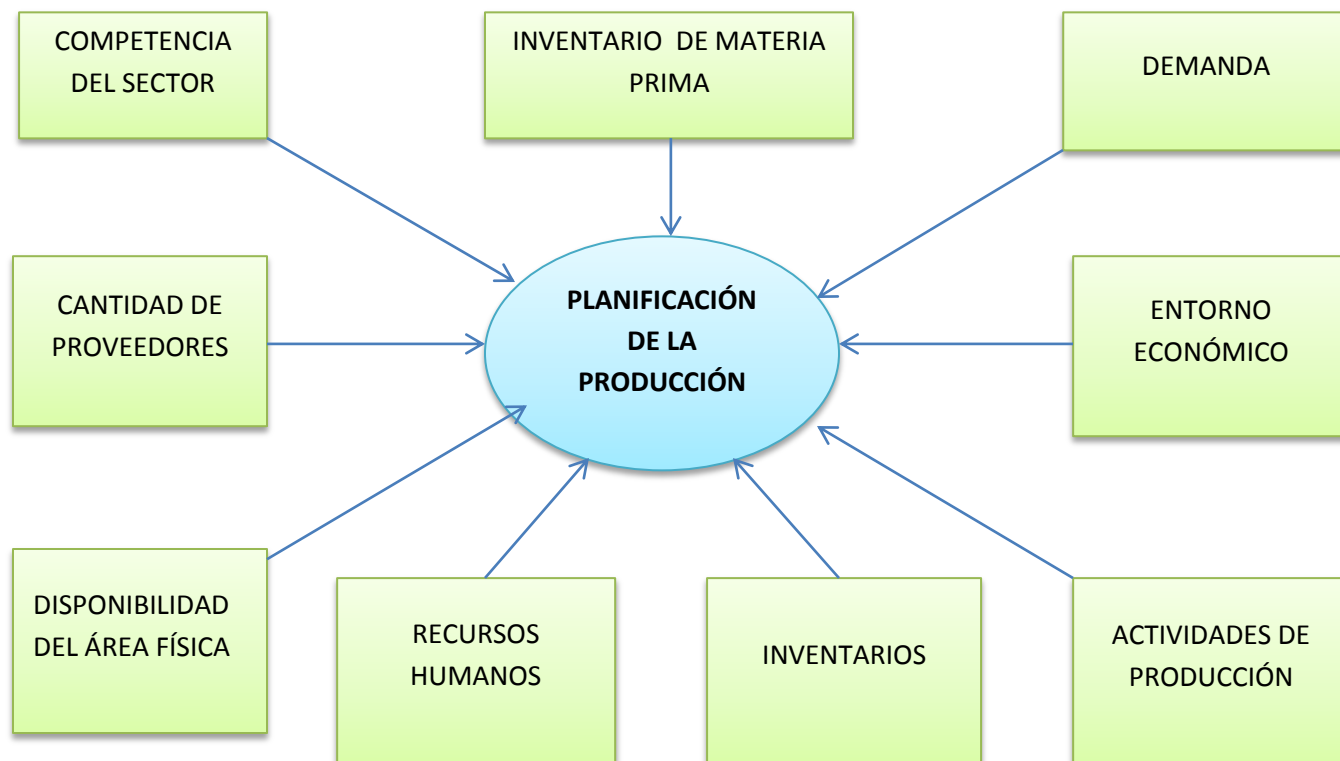 COMPETENCIA
DEL SECTOR
INVENTARIO DE MATERIA
PRIMA
DEMANDA
CANTIDAD DE
PROVEEDORES
PLANIFICACIÓN
DE LA
PRODUCCIÓN
ENTORNO
ECONÓMICO
DISPONIBILIDAD
DEL ÁREA FÍSICA
RECURSOS
HUMANOS
INVENTARIOS
ACTIVIDADES DE
PRODUCCIÓN